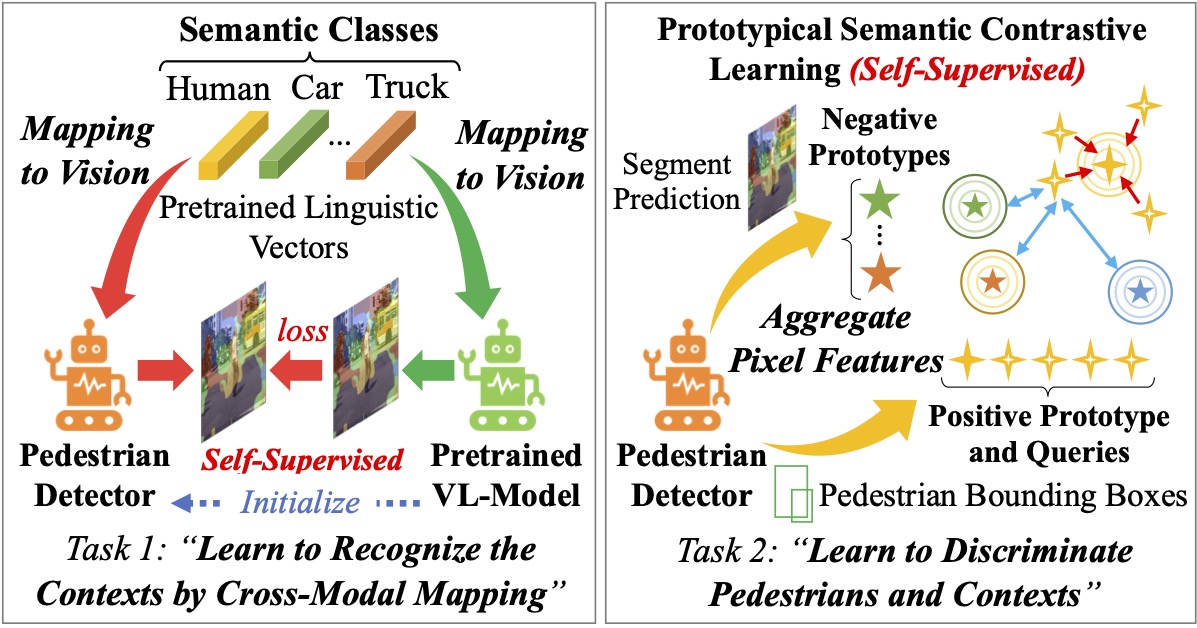 Semantic Classes
Human Car Truck
Mapping
to Vision
...
Mapping
to Vision
Pretrained Linguistic
Vectors
loss
Pedestrian
Detector
Self-Supervised
Initialize
Pretrained
VL-Model
Task 1: “Learn to Recognize the
Contexts by Cross-Modal Mapping”
Prototypical Semantic Contrastive
Learning (Self-Supervised)
Segment
Prediction
Negative
Prototypes
Aggregate
Pixel Features
Pedestrian
Detector
Positive Prototype
and Queries
Pedestrian Bounding Boxes
Task 2: “Learn to Discriminate
Pedestrians and Contexts”